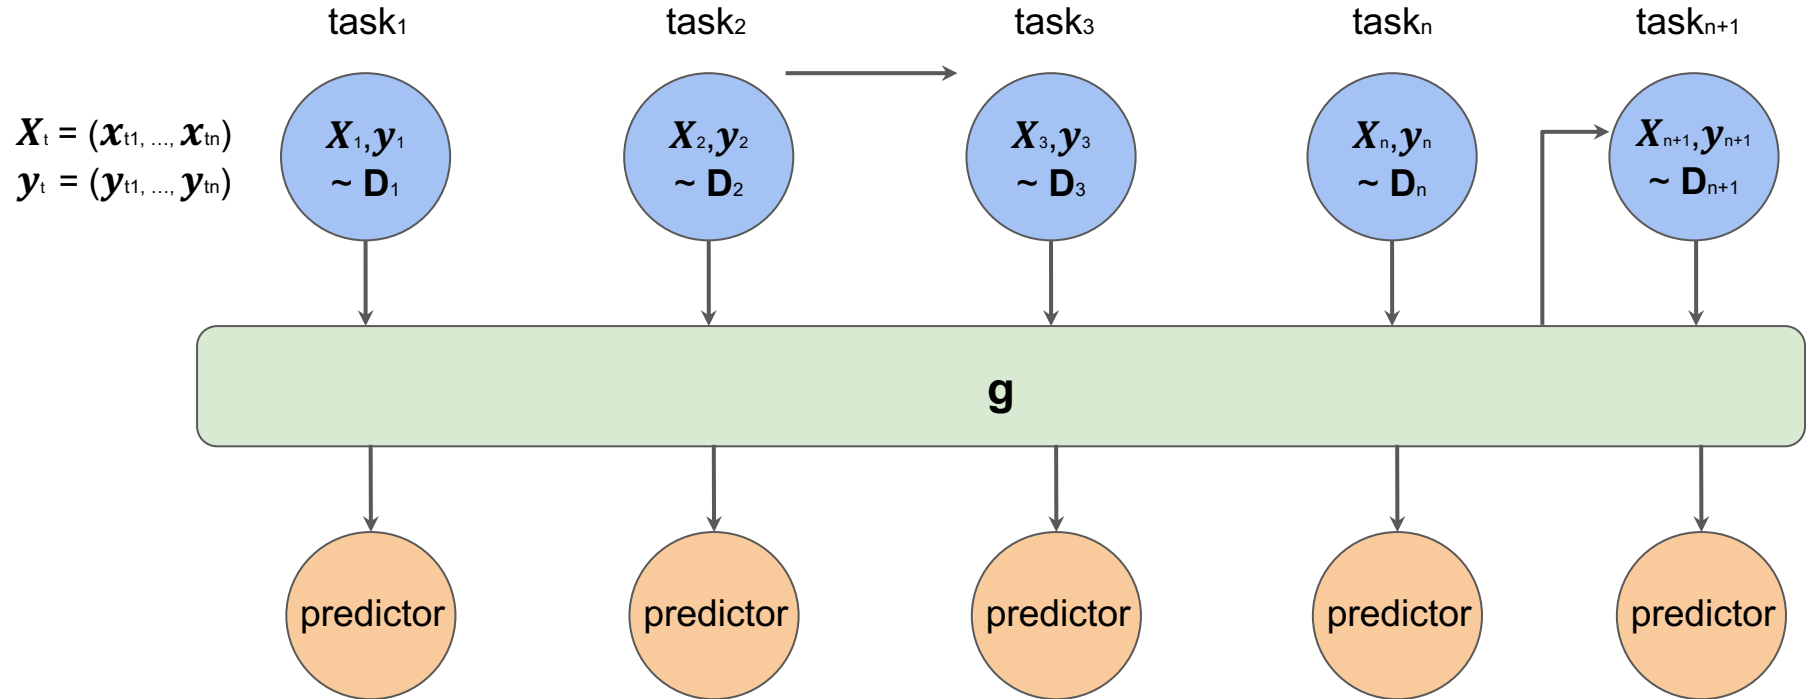 task₁ task₂ task₃ taskₙ taskₙ₊₁
X₁,y₁ X₂,y₂ X₃,y₃ Xₙ,yₙ Xₙ₊₁,yₙ₊₁
~ D₁ ~ D₂ ~ D₃ ~ Dₙ ~ Dₙ₊₁
Xₜ = (xₜ₁, ..., xₜₙ)
yₜ = (yₜ₁, ..., yₜₙ)
g
predictor predictor predictor predictor predictor